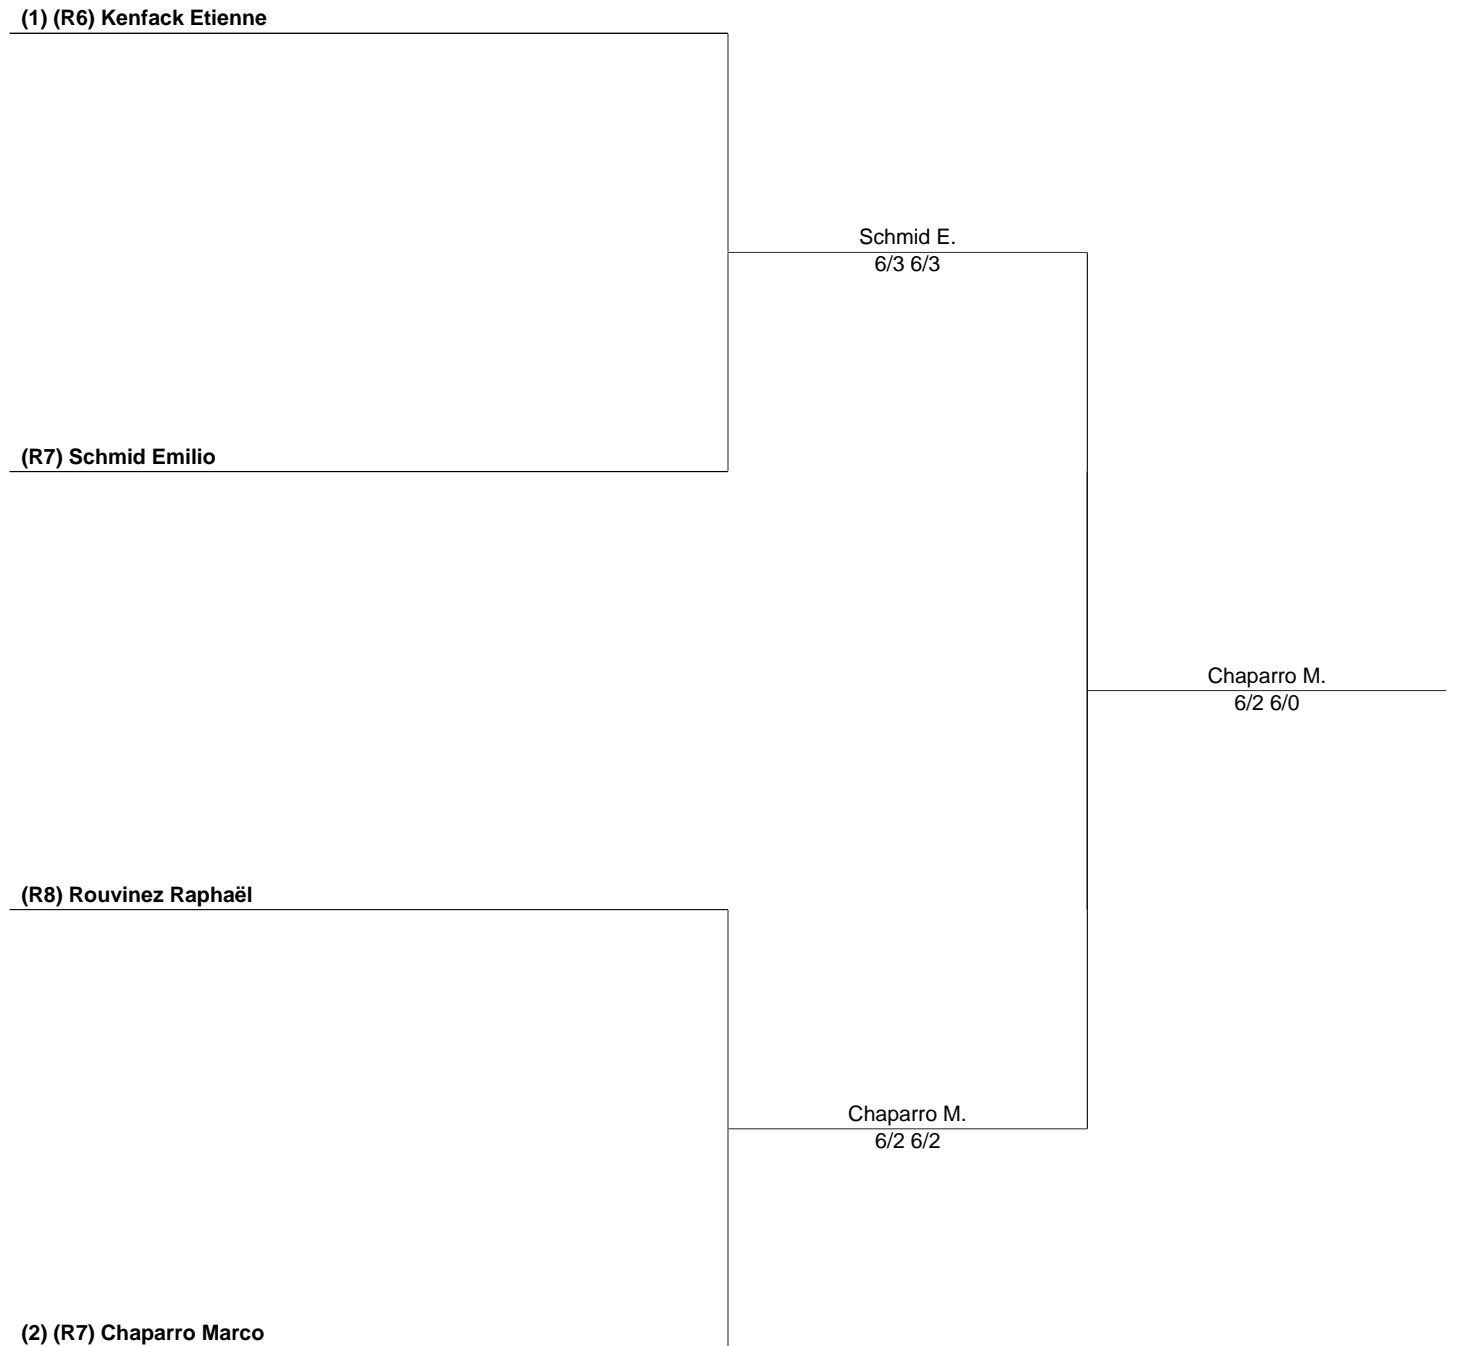 (1) (R6) Kenfack Etienne
Schmid E.
6/3 6/3
(R7) Schmid Emilio
Chaparro M.
6/2 6/0
(R8) Rouvinez Raphaël
Chaparro M.
6/2 6/2
(2) (R7) Chaparro Marco